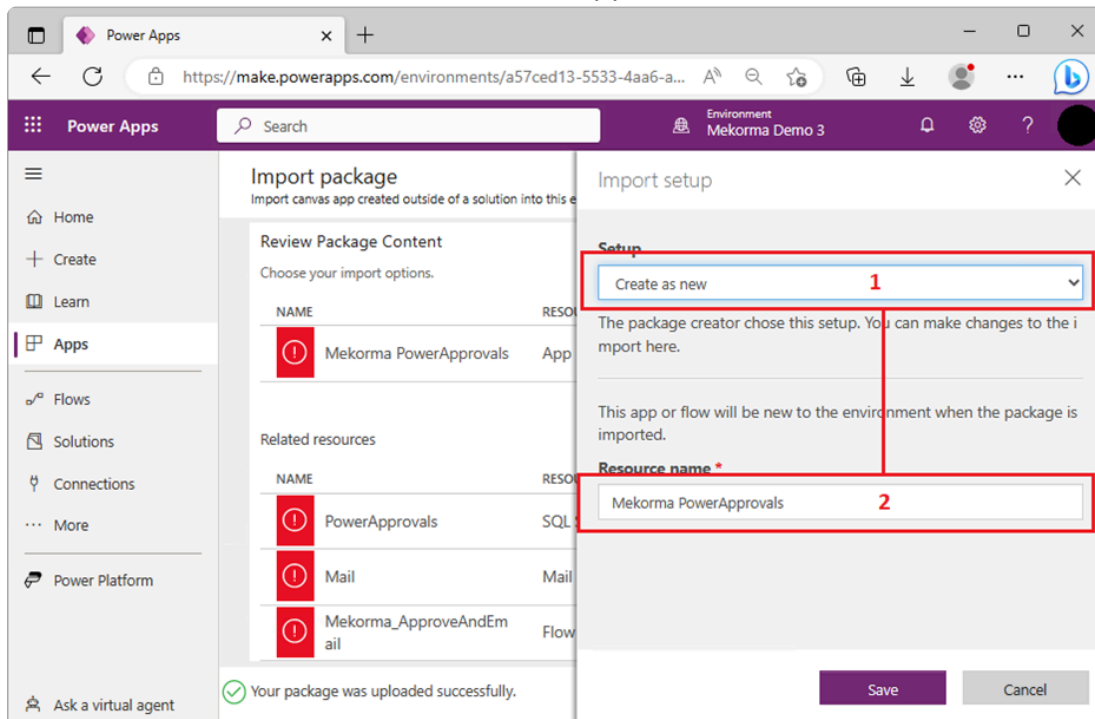 Power Apps
https://make.powerapps.com/environments/a57ced13-5533-4aa6-a...
Power Apps
Search
Environment
Mekorma Demo 3
Home
Create
Learn
Apps
Flows
Solutions
Connections
More
Power Platform
Ask a virtual agent
Import package
Import canvas app created outside of a solution into this e
Review Package Content
Choose your import options.
NAME RESOU
Mekorma PowerApprovals App
Related resources
NAME RESOU
PowerApprovals SQL S
Mail Mail
Mekorma_ApproveAndEm
ail
Flow
Your package was uploaded successfully.
Import setup
Setup
Create as new 1
The package creator chose this setup. You can make changes to the i
mport here.
This app or flow will be new to the environment when the package is
imported.
Resource name *
Mekorma PowerApprovals 2
Save Cancel